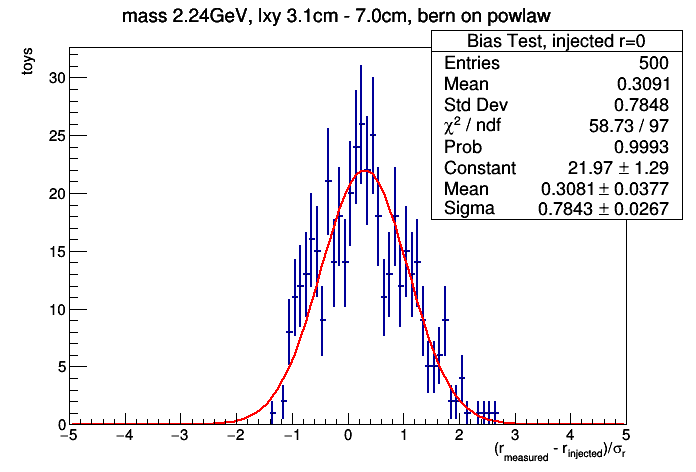 mass 2.24GeV, lxy 3.1cm - 7.0cm, bern on powlaw
toys
Bias Test, injected r=0
Entries 500
Mean 0.3091
Std Dev 0.7848
χ² / ndf 58.73 / 97
Prob 0.9993
Constant 21.97 ± 1.29
Mean 0.3081 ± 0.0377
Sigma 0.7843 ± 0.0267
30
25
20
15
10
5
0
−5 −4 −3 −2 −1 0 1 2 3 4 5
(r_measured - r_injected)/σ_r